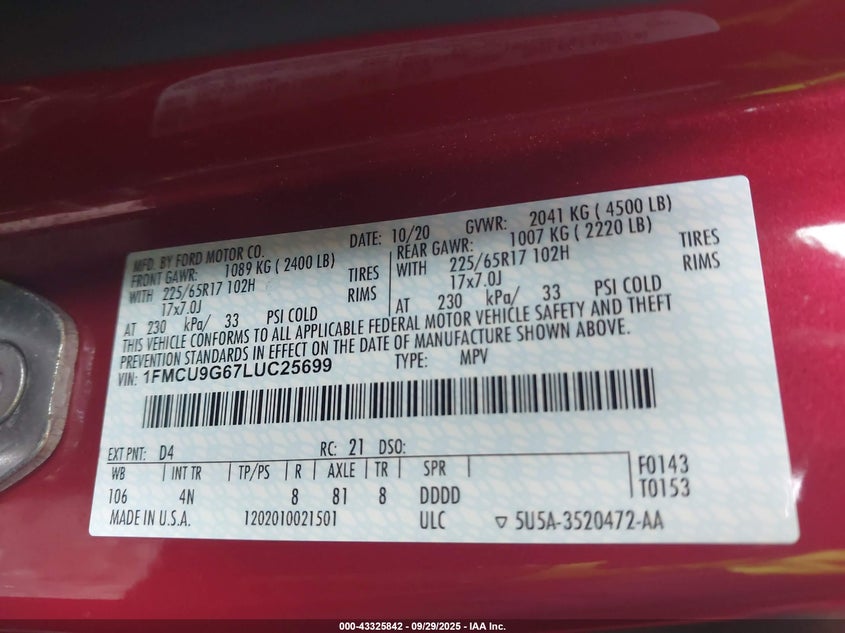 MFD. BY FORD MOTOR CO. DATE: 10/20 GVWR: 2041 KG ( 4500 LB)
FRONT GAWR: 1089 KG ( 2400 LB) REAR GAWR: 1007 KG ( 2220 LB)
WITH 225/65R17 102H TIRES WITH 225/65R17 102H TIRES
17x7.0J RIMS 17x7.0J RIMS
AT 230 kPa/ 33 PSI COLD AT 230 kPa/ 33 PSI COLD
THIS VEHICLE CONFORMS TO ALL APPLICABLE FEDERAL MOTOR VEHICLE SAFETY AND THEFT
PREVENTION STANDARDS IN EFFECT ON THE DATE OF MANUFACTURE SHOWN ABOVE.
VIN: 1FMCU9G67LUC25699 TYPE: MPV
EXT PNT: D4 RC: 21 DSO:
WB INT TR TP/PS R AXLE TR SPR F0143
106 4N 8 81 8 DDDD T0153
MADE IN U.S.A. 1202010021501 ULC ▽ 5U5A-3520472-AA
000-43325842 - 09/29/2025 - IAA Inc.